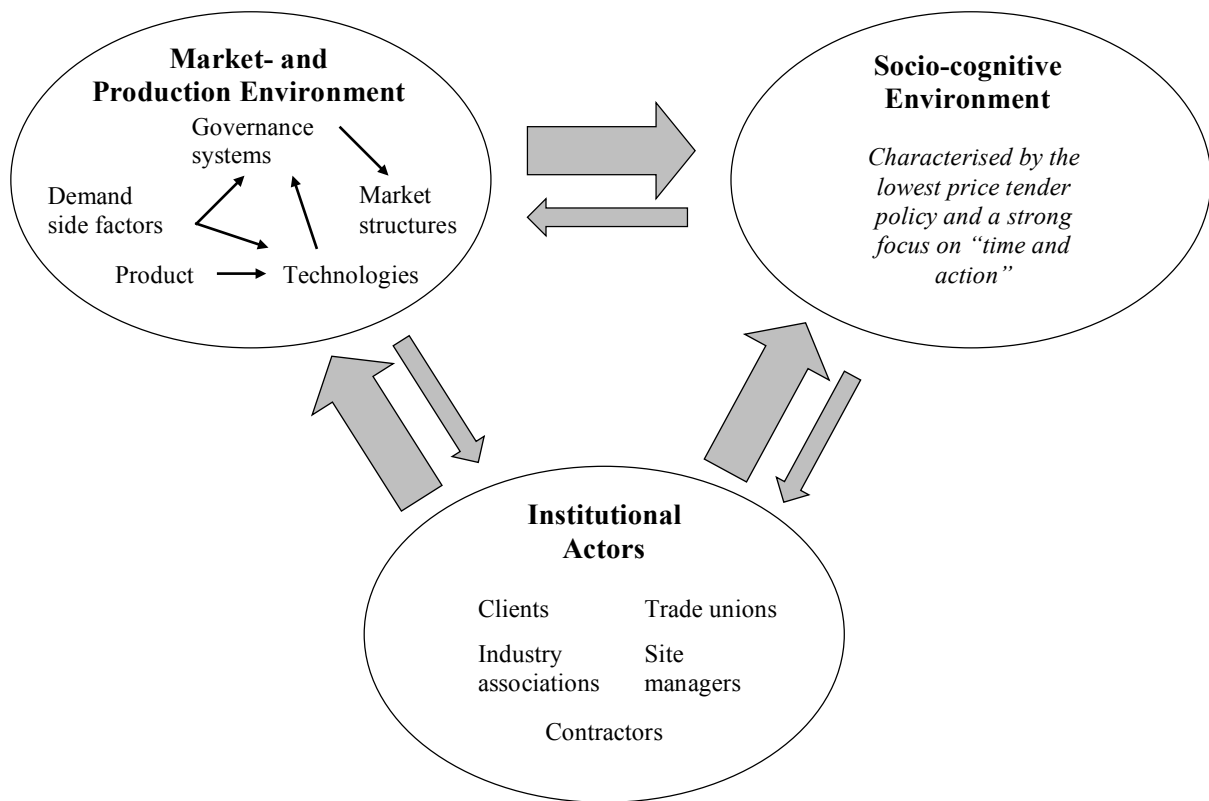 Market- and
Production Environment
Governance
systems
Demand
side factors
Market
structures
Product
Technologies
Socio-cognitive
Environment
Characterised by the
lowest price tender
policy and a strong
focus on “time and
action”
Institutional
Actors
Clients
Trade unions
Industry
associations
Site
managers
Contractors